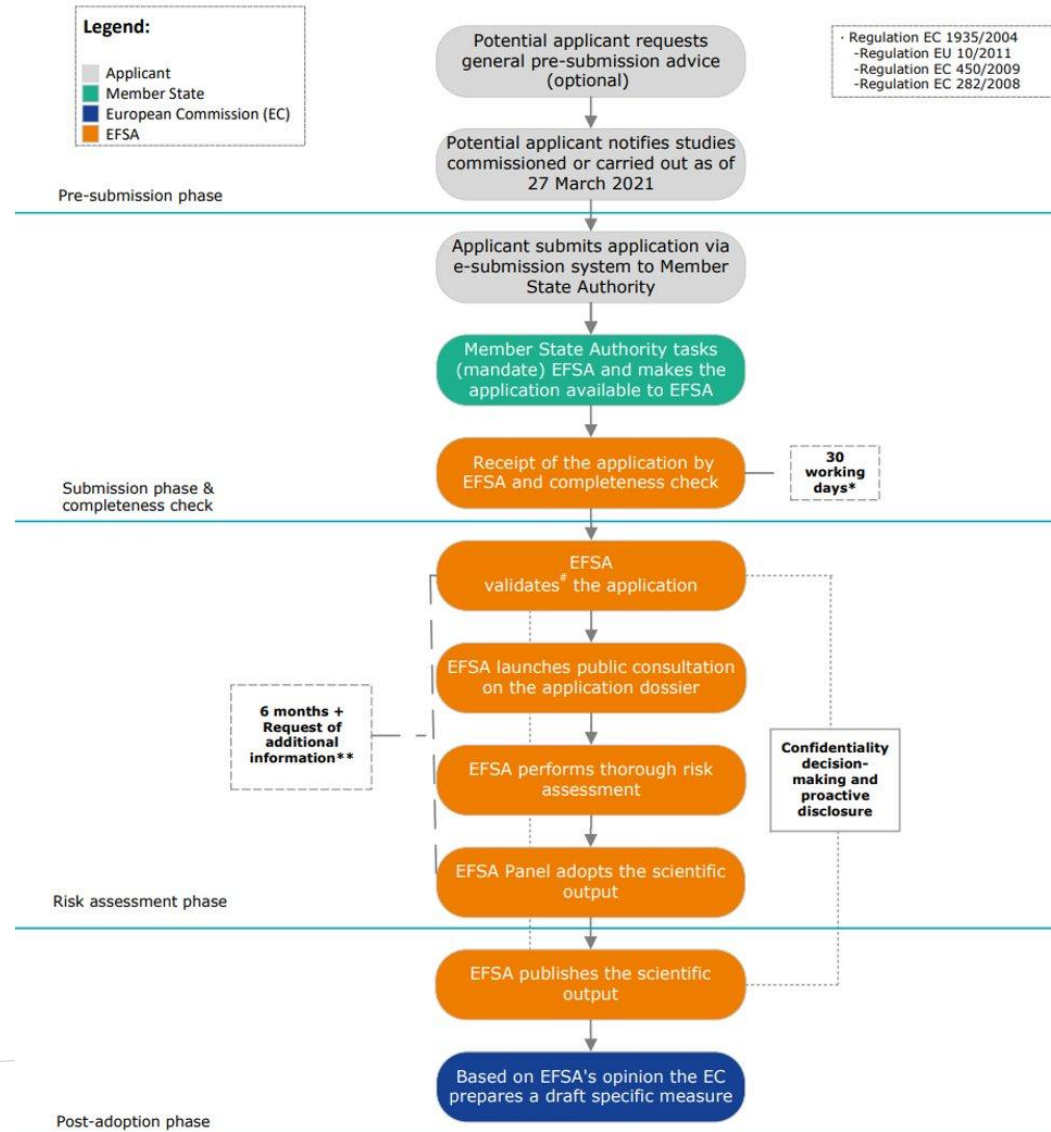 Legend:
Applicant
Member State
European Commission (EC)
EFSA
Potential applicant requests
general pre-submission advice
(optional)
· Regulation EC 1935/2004
-Regulation EU 10/2011
-Regulation EC 450/2009
-Regulation EC 282/2008
Potential applicant notifies studies
commissioned or carried out as of
27 March 2021
Pre-submission phase
Applicant submits application via
e-submission system to Member
State Authority
Member State Authority tasks
(mandate) EFSA and makes the
application available to EFSA
Receipt of the application by
EFSA and completeness check
30
working
days*
Submission phase &
completeness check
EFSA
validates# the application
EFSA launches public consultation
on the application dossier
6 months +
Request of
additional
information**
EFSA performs thorough risk
assessment
Confidentiality
decision-
making and
proactive
disclosure
EFSA Panel adopts the scientific
output
Risk assessment phase
EFSA publishes the scientific
output
Based on EFSA's opinion the EC
prepares a draft specific measure
Post-adoption phase